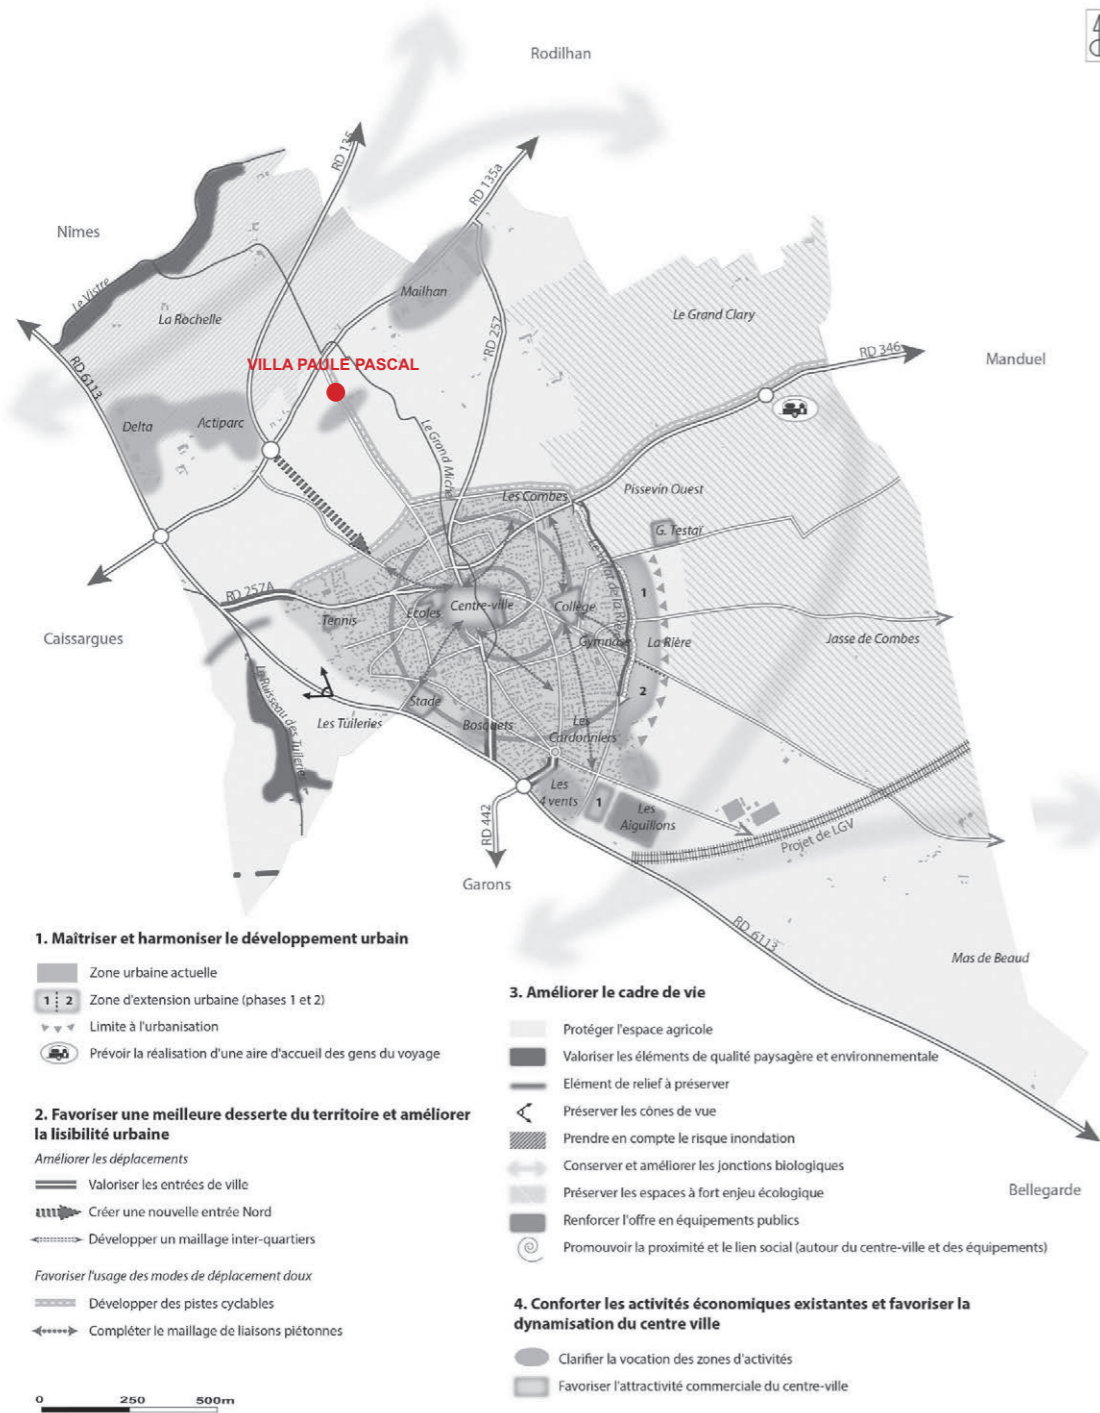 Rodilhan
RD 135
RD 135a
Nîmes
Le Vistre
Mailhan
La Rochelle
Le Grand Clary
RD 257
RD 346
RD 6113
VILLA PAULE PASCAL
Manduel
Delta
Actiparc
Le Grand Michel
Pissevin Ouest
Les Combes
G. Testaï
RD 257A
1
Ecoles
Centre-ville
Collège
Tennis
Caissargues
Gymnase
La Rière
Jasse de Combes
2
Le Ruisseau des Tuileries
Stade
Les Tuileries
Bosquets
Les
Cardonniers
Les
4 vents
1
Les
Aiguillons
RD 442
Projet de LGV
Garons
RD 6113
Mas de Beaud
Bellegarde
1. Maîtriser et harmoniser le développement urbain
Zone urbaine actuelle
1 2 Zone d'extension urbaine (phases 1 et 2)
Limite à l'urbanisation
Prévoir la réalisation d'une aire d'accueil des gens du voyage
2. Favoriser une meilleure desserte du territoire et améliorer
la lisibilité urbaine
Améliorer les déplacements
Valoriser les entrées de ville
Créer une nouvelle entrée Nord
Développer un maillage inter-quartiers
Favoriser l'usage des modes de déplacement doux
Développer des pistes cyclables
Compléter le maillage de liaisons piétonnes
0 250 500m
3. Améliorer le cadre de vie
Protéger l'espace agricole
Valoriser les éléments de qualité paysagère et environnementale
Elément de relief à préserver
Préserver les cônes de vue
Prendre en compte le risque inondation
Conserver et améliorer les jonctions biologiques
Préserver les espaces à fort enjeu écologique
Renforcer l'offre en équipements publics
Promouvoir la proximité et le lien social (autour du centre-ville et des équipements)
4. Conforter les activités économiques existantes et favoriser la
dynamisation du centre ville
Clarifier la vocation des zones d'activités
Favoriser l'attractivité commerciale du centre-ville